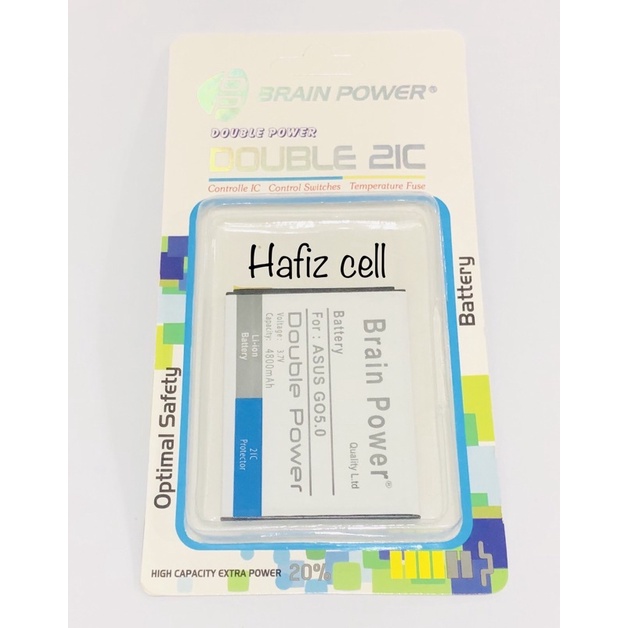 BRAIN POWER®
DOUBLE POWER
DOUBLE 2IC
Controlle IC Control Switches Temperature Fuse
Hafiz cell
Battery
Optimal Safety
Brain Power®
Quality L.td
Battery
For : ASUS GO5.0
Double Power
Voltage: 3.7V
Capacity: 4800mAh
Li-ion
Battery
2IC
Protector
HIGH CAPACITY EXTRA POWER 20%